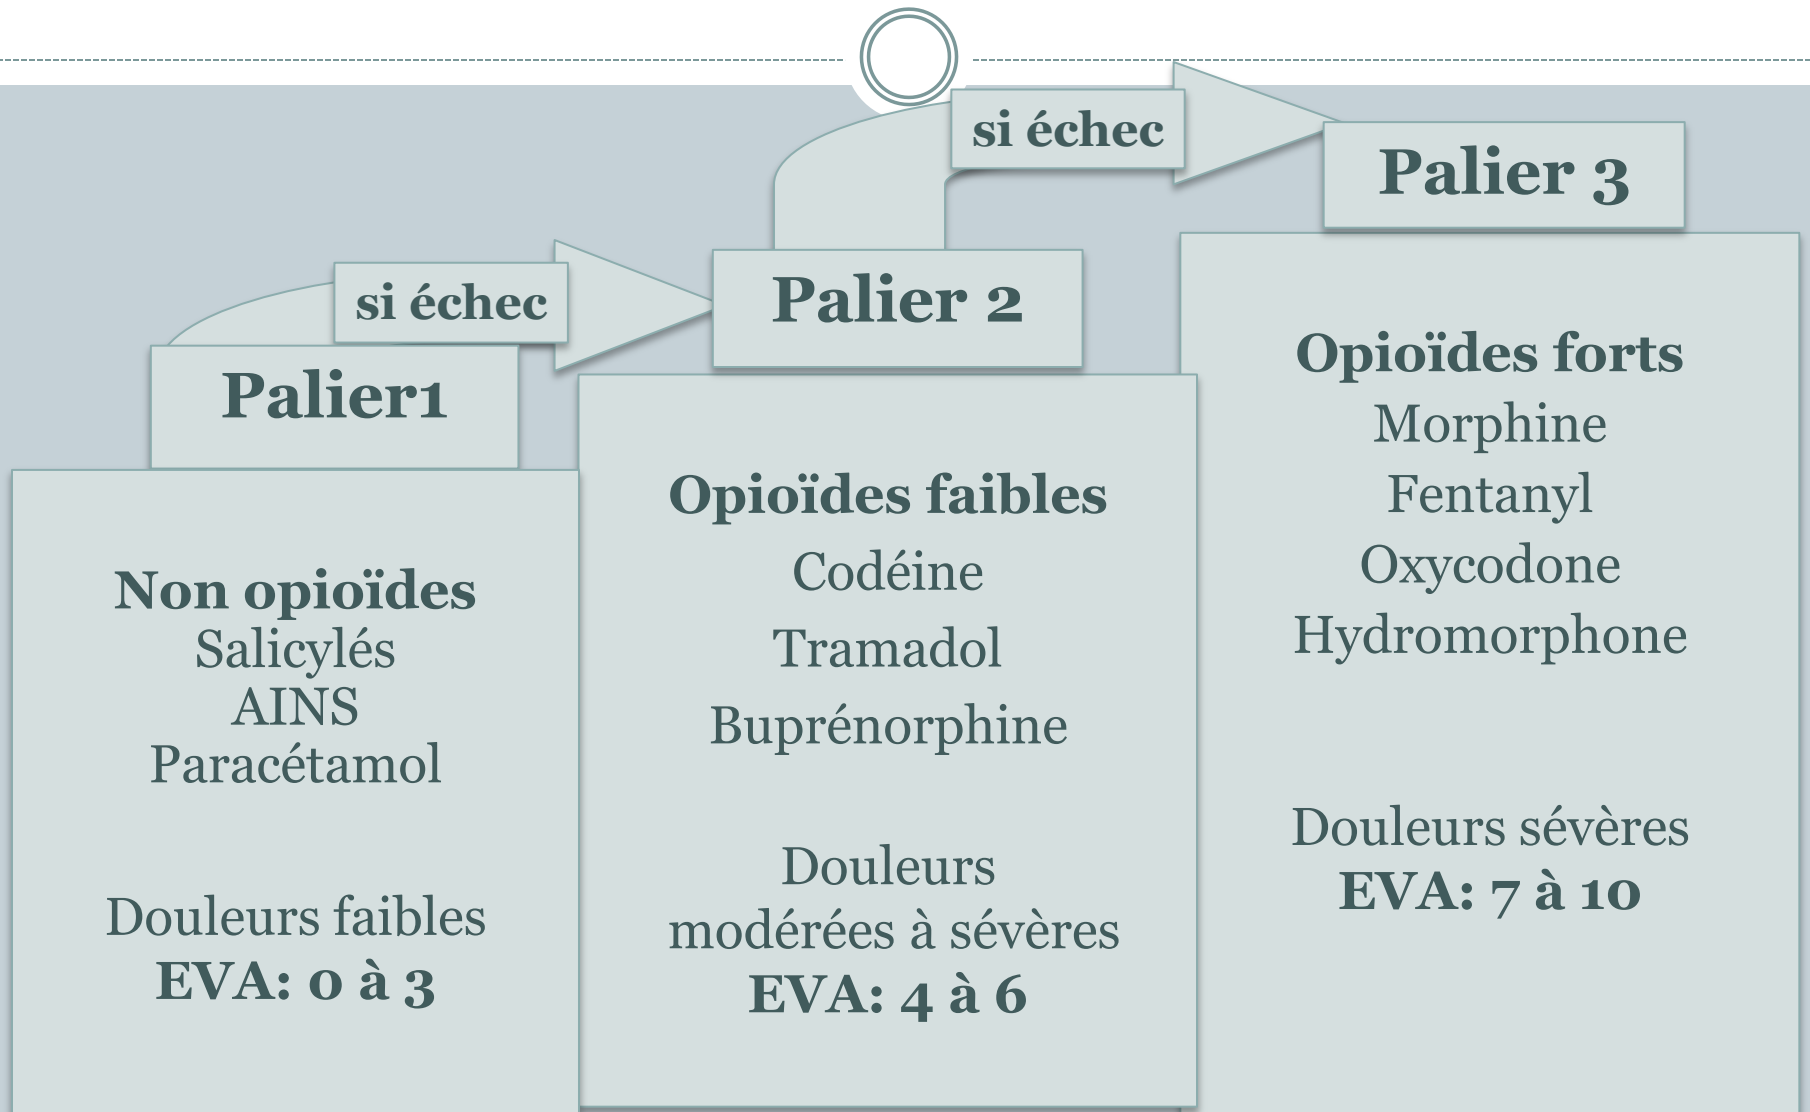 Palier1
Non opioïdes
Salicylés
AINS
Paracétamol
Douleurs faibles
EVA: 0 à 3
si échec
Palier 2
Opioïdes faibles
Codéine
Tramadol
Buprénorphine
Douleurs
modérées à sévères
EVA: 4 à 6
si échec
Palier 3
Opioïdes forts
Morphine
Fentanyl
Oxycodone
Hydromorphone
Douleurs sévères
EVA: 7 à 10